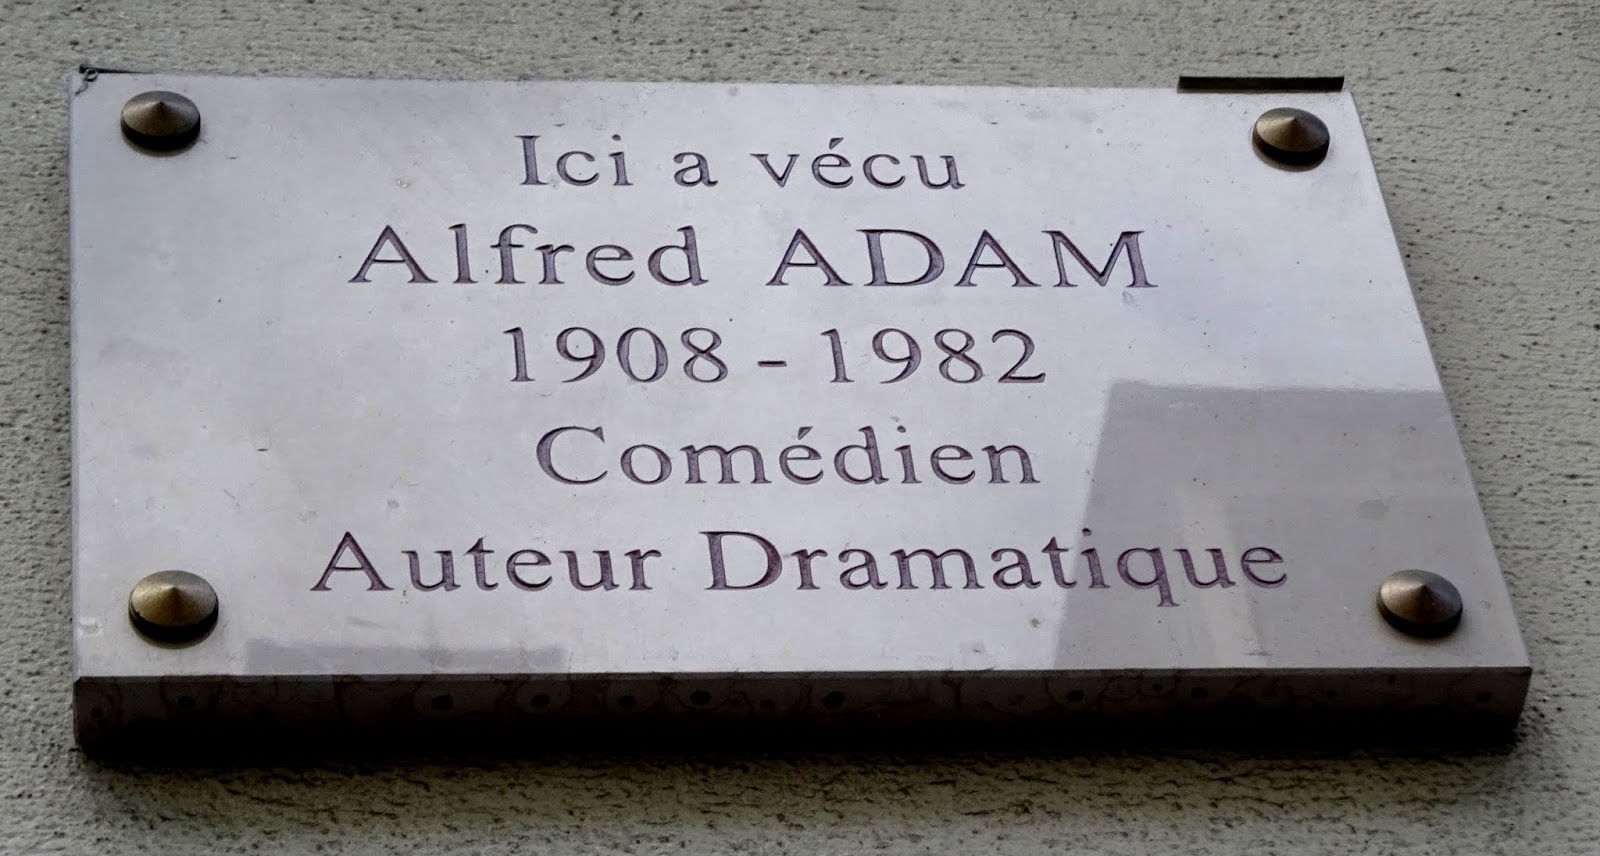 Ici a vécu
Alfred ADAM
1908 - 1982
Comédien
Auteur Dramatique